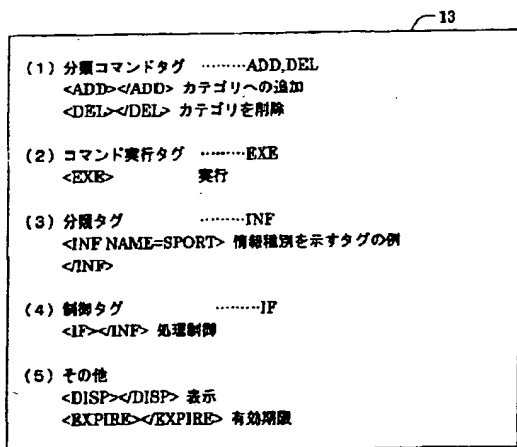 13
(1) 分類コマンドタグ ………ADD,DEL
<ADD></ADD> カテゴリへの追加
<DEL></DEL> カテゴリを削除
(2) コマンド実行タグ ………EXE
<EXE> 実行
(3) 分類タグ ………INF
<INF NAME=SPORT> 情報種別を示すタグの例
</INF>
(4) 制御タグ ………IF
<IF></INF> 処理制御
(5) その他
<DISP></DISP> 表示
<EXPIRE></EXPIRE> 有効期限